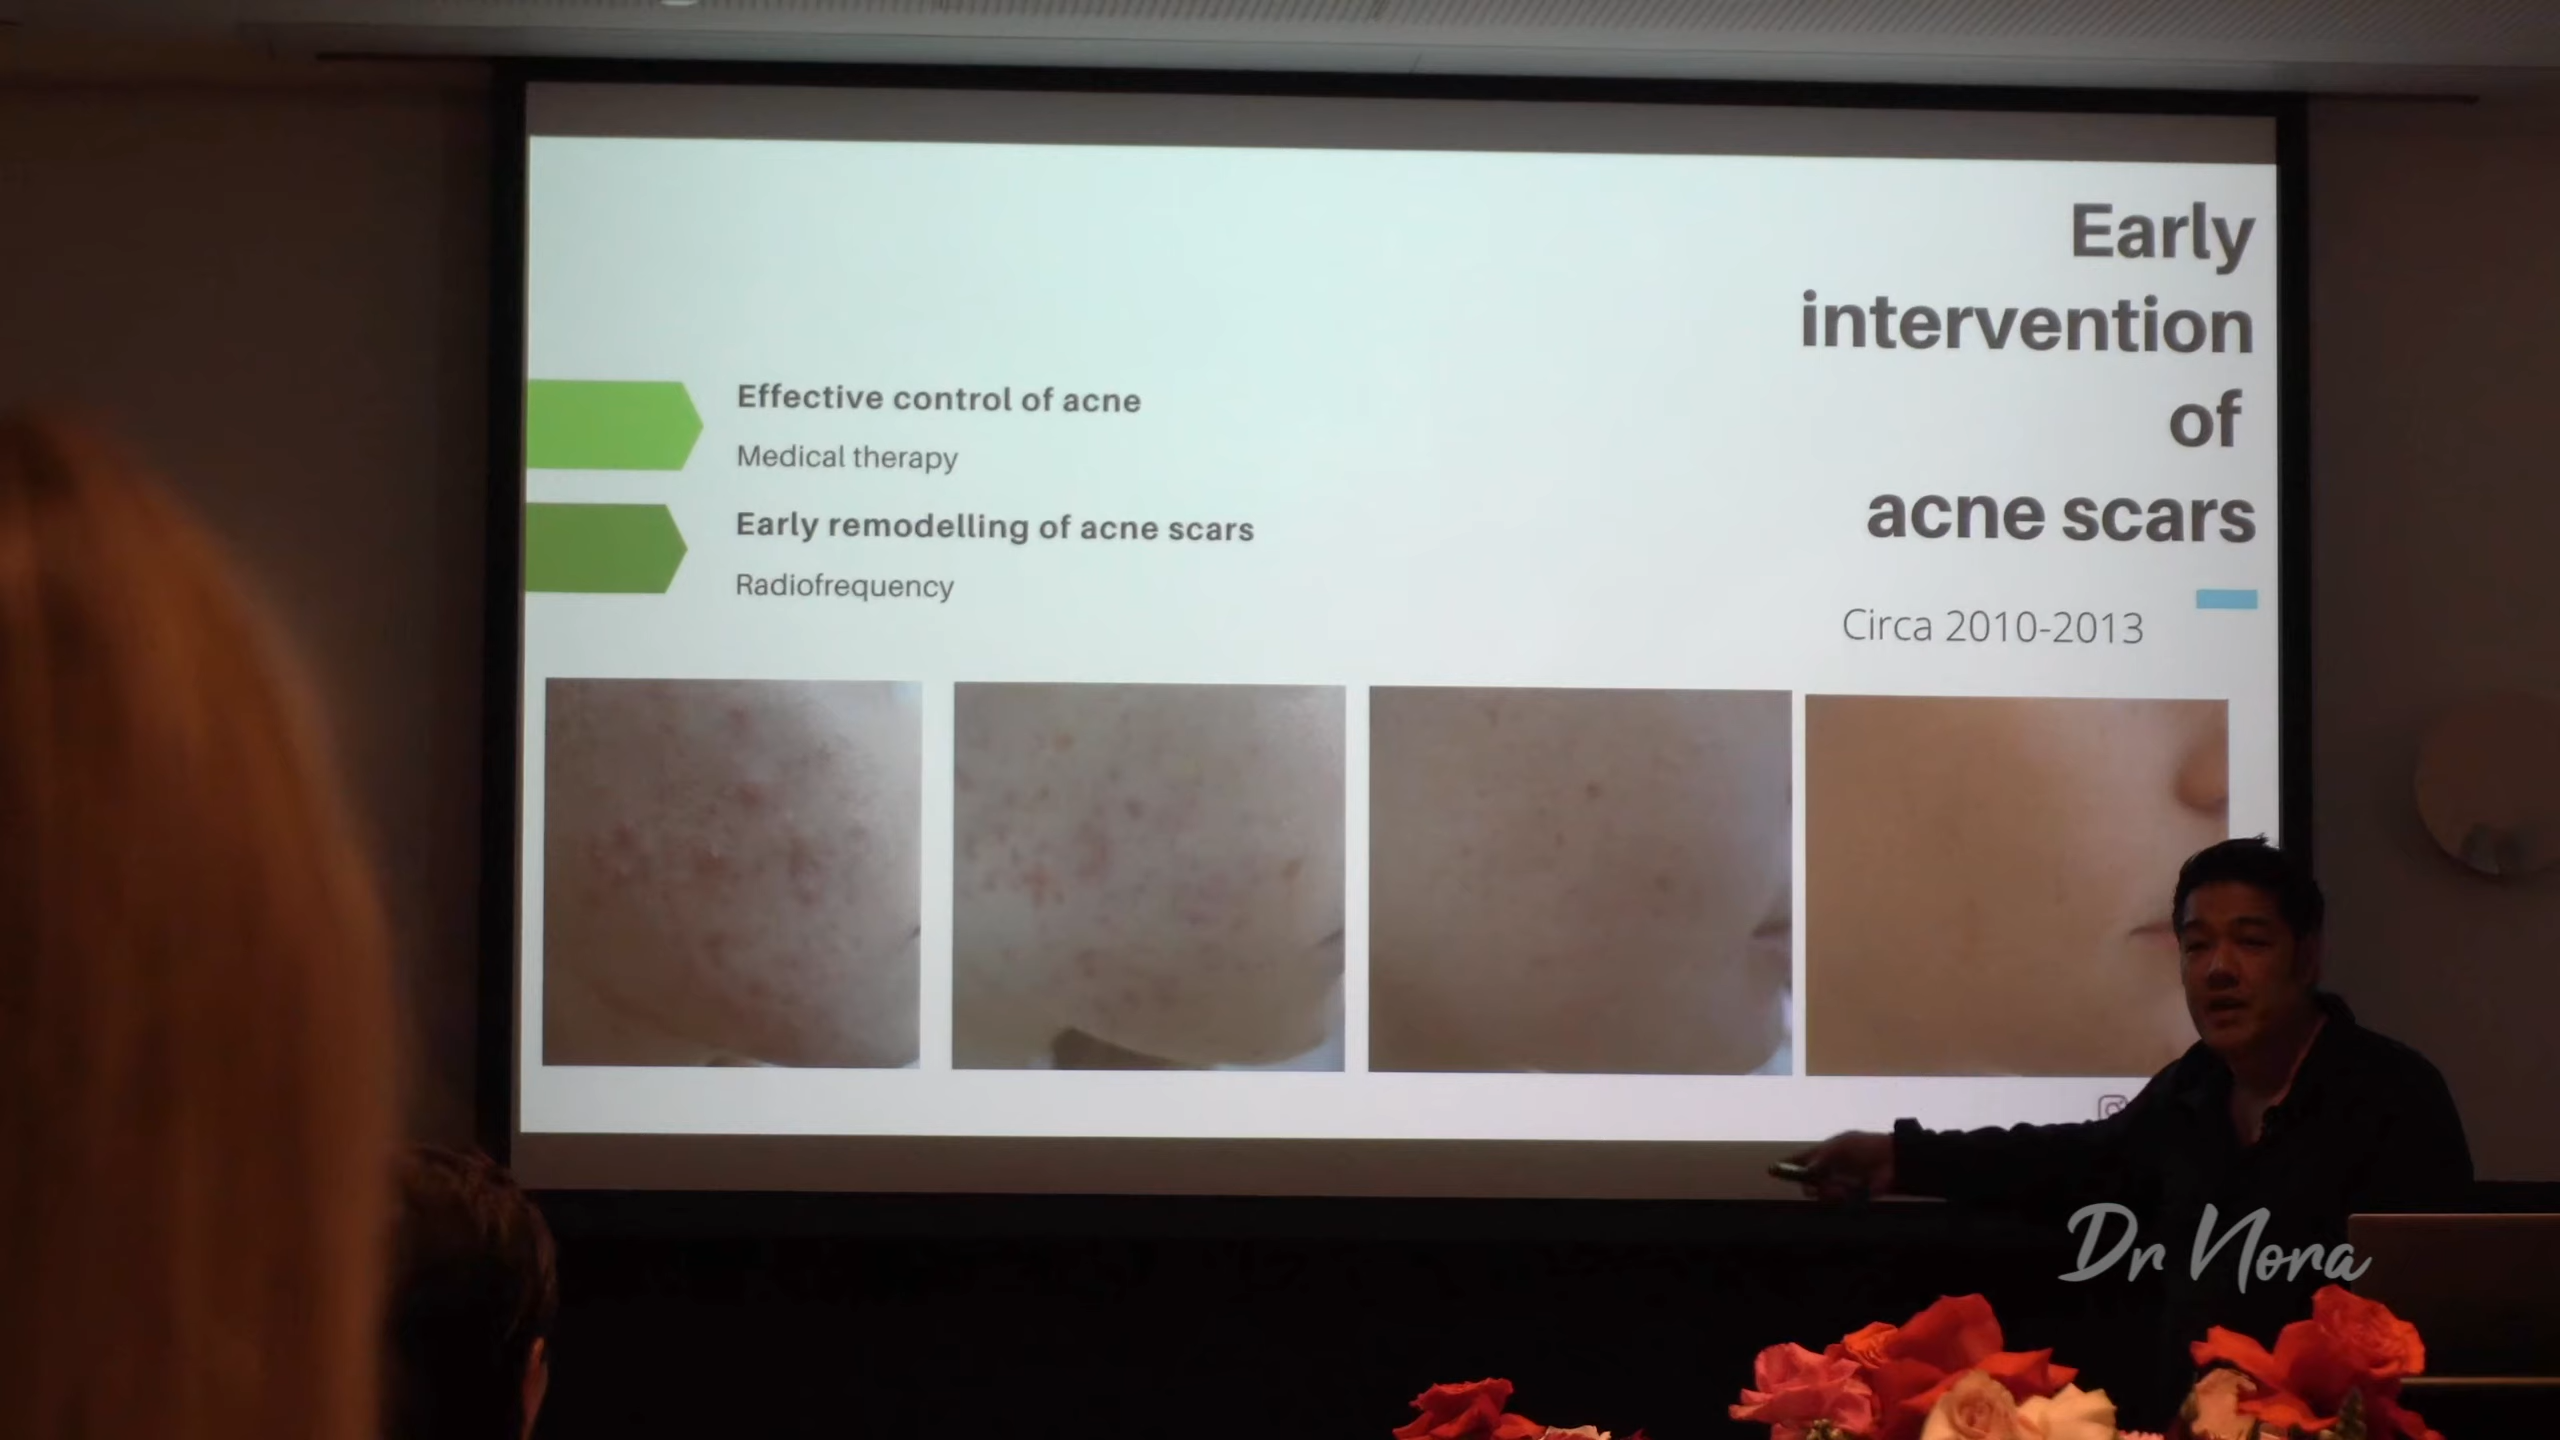 Early
intervention
of
acne scars
Circa 2010-2013
Effective control of acne
Medical therapy
Early remodelling of acne scars
Radiofrequency
Dr Nora